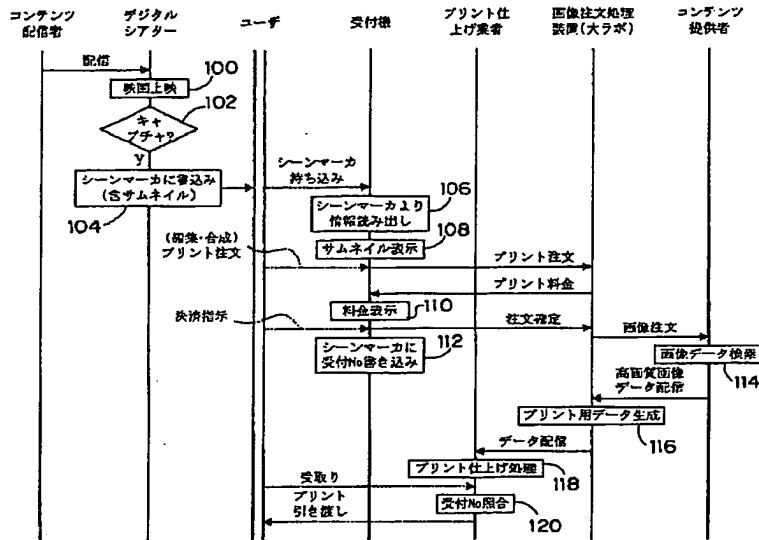 コンテンツ
配信者
デジタル
シアター
ユーザ
受付機
プリント仕
上げ業者
画像注文処理
装置(大ラボ)
コンテンツ
提供者
配信
100
映画上映
102
キャ
プチャ?
y
シーンマーカに書込み
(含サムネイル)
104
シーンマーカ
持ち込み
106
シーンマーカより
情報読み出し
108
サムネイル表示
(編集・合成)
プリント注文
プリント注文
プリント料金
110
料金表示
決済指示
注文確定
画像注文
112
シーンマーカに
受付No書き込み
画像データ検索
114
高画質画像
データ配信
プリント用データ生成
116
データ配信
プリント仕上げ処理
118
受取り
受付No照合
120
プリント
引き渡し